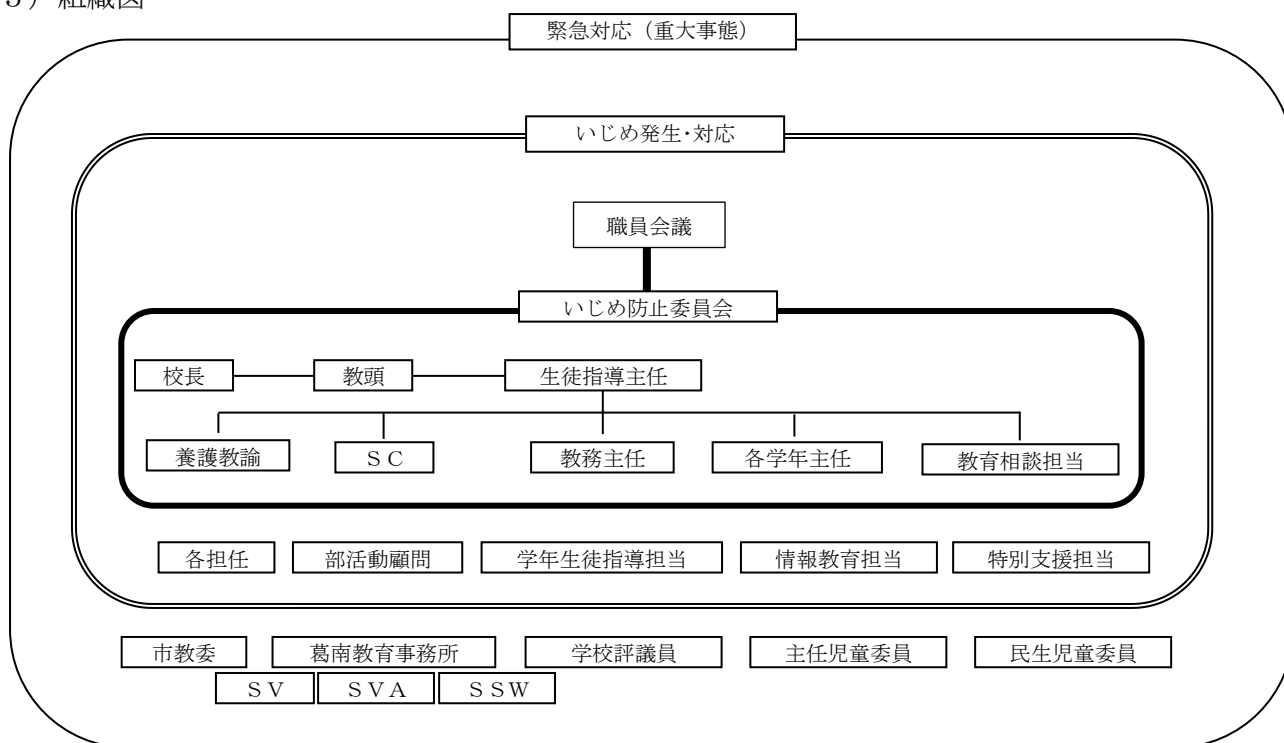 ３）組織図
緊急対応（重大事態）
いじめ発生･対応
職員会議
いじめ防止委員会
校長 教頭 生徒指導主任
養護教諭 ＳＣ 教務主任 各学年主任 教育相談担当
各担任 部活動顧問 学年生徒指導担当 情報教育担当 特別支援担当
市教委 葛南教育事務所 学校評議員 主任児童委員 民生児童委員
ＳＶ ＳＶＡ ＳＳＷ